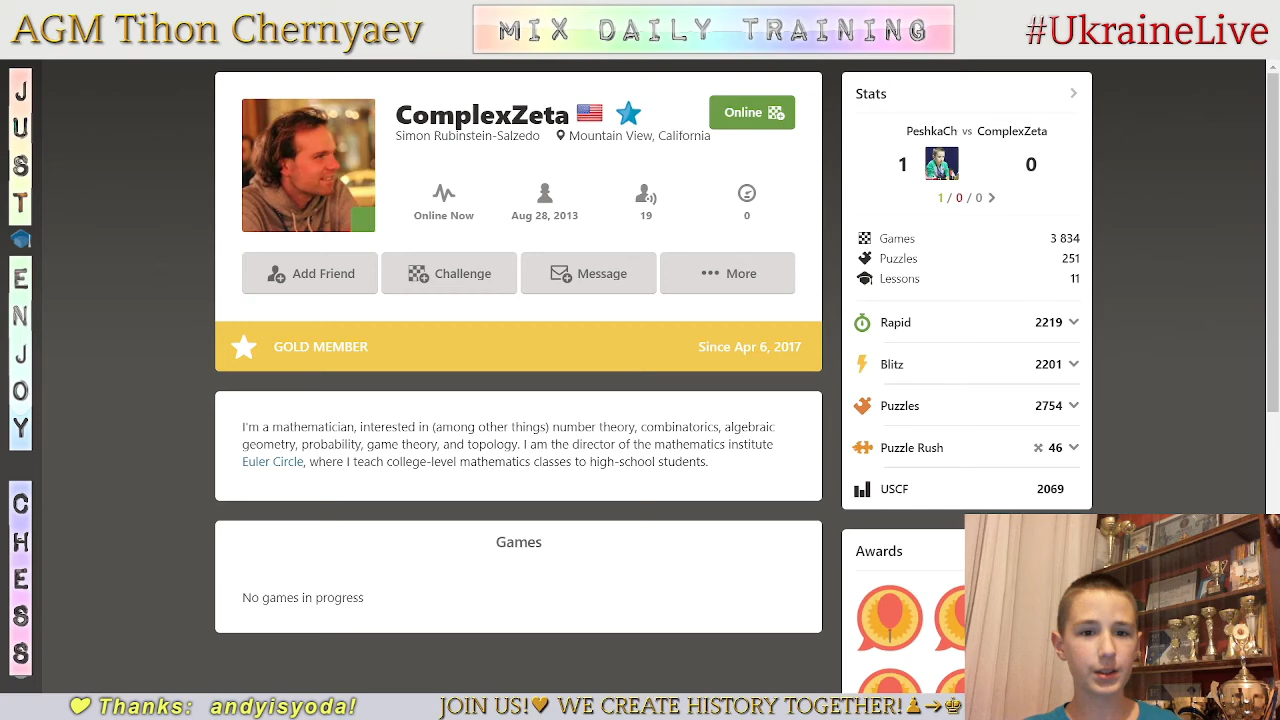 AGM Tihon Chernyaev
MIX DAILY TRAINING
#UkraineLive
JUST
ENJOY
CHESS
ComplexZeta
Simon Rubinstein-Salzedo
Mountain View, California
Online
Online Now
Aug 28, 2013
19
0
Add Friend
Challenge
Message
More
GOLD MEMBER
Since Apr 6, 2017
I'm a mathematician, interested in (among other things) number theory, combinatorics, algebraic
geometry, probability, game theory, and topology. I am the director of the mathematics institute
Euler Circle, where I teach college-level mathematics classes to high-school students.
Games
No games in progress
Stats
PeshkaCh vs ComplexZeta
1 0
1 / 0 / 0
Games 3 834
Puzzles 251
Lessons 11
Rapid 2219
Blitz 2201
Puzzles 2754
Puzzle Rush 46
USCF 2069
Awards
Thanks: andyisyoda!
JOIN US! WE CREATE HISTORY TOGETHER!